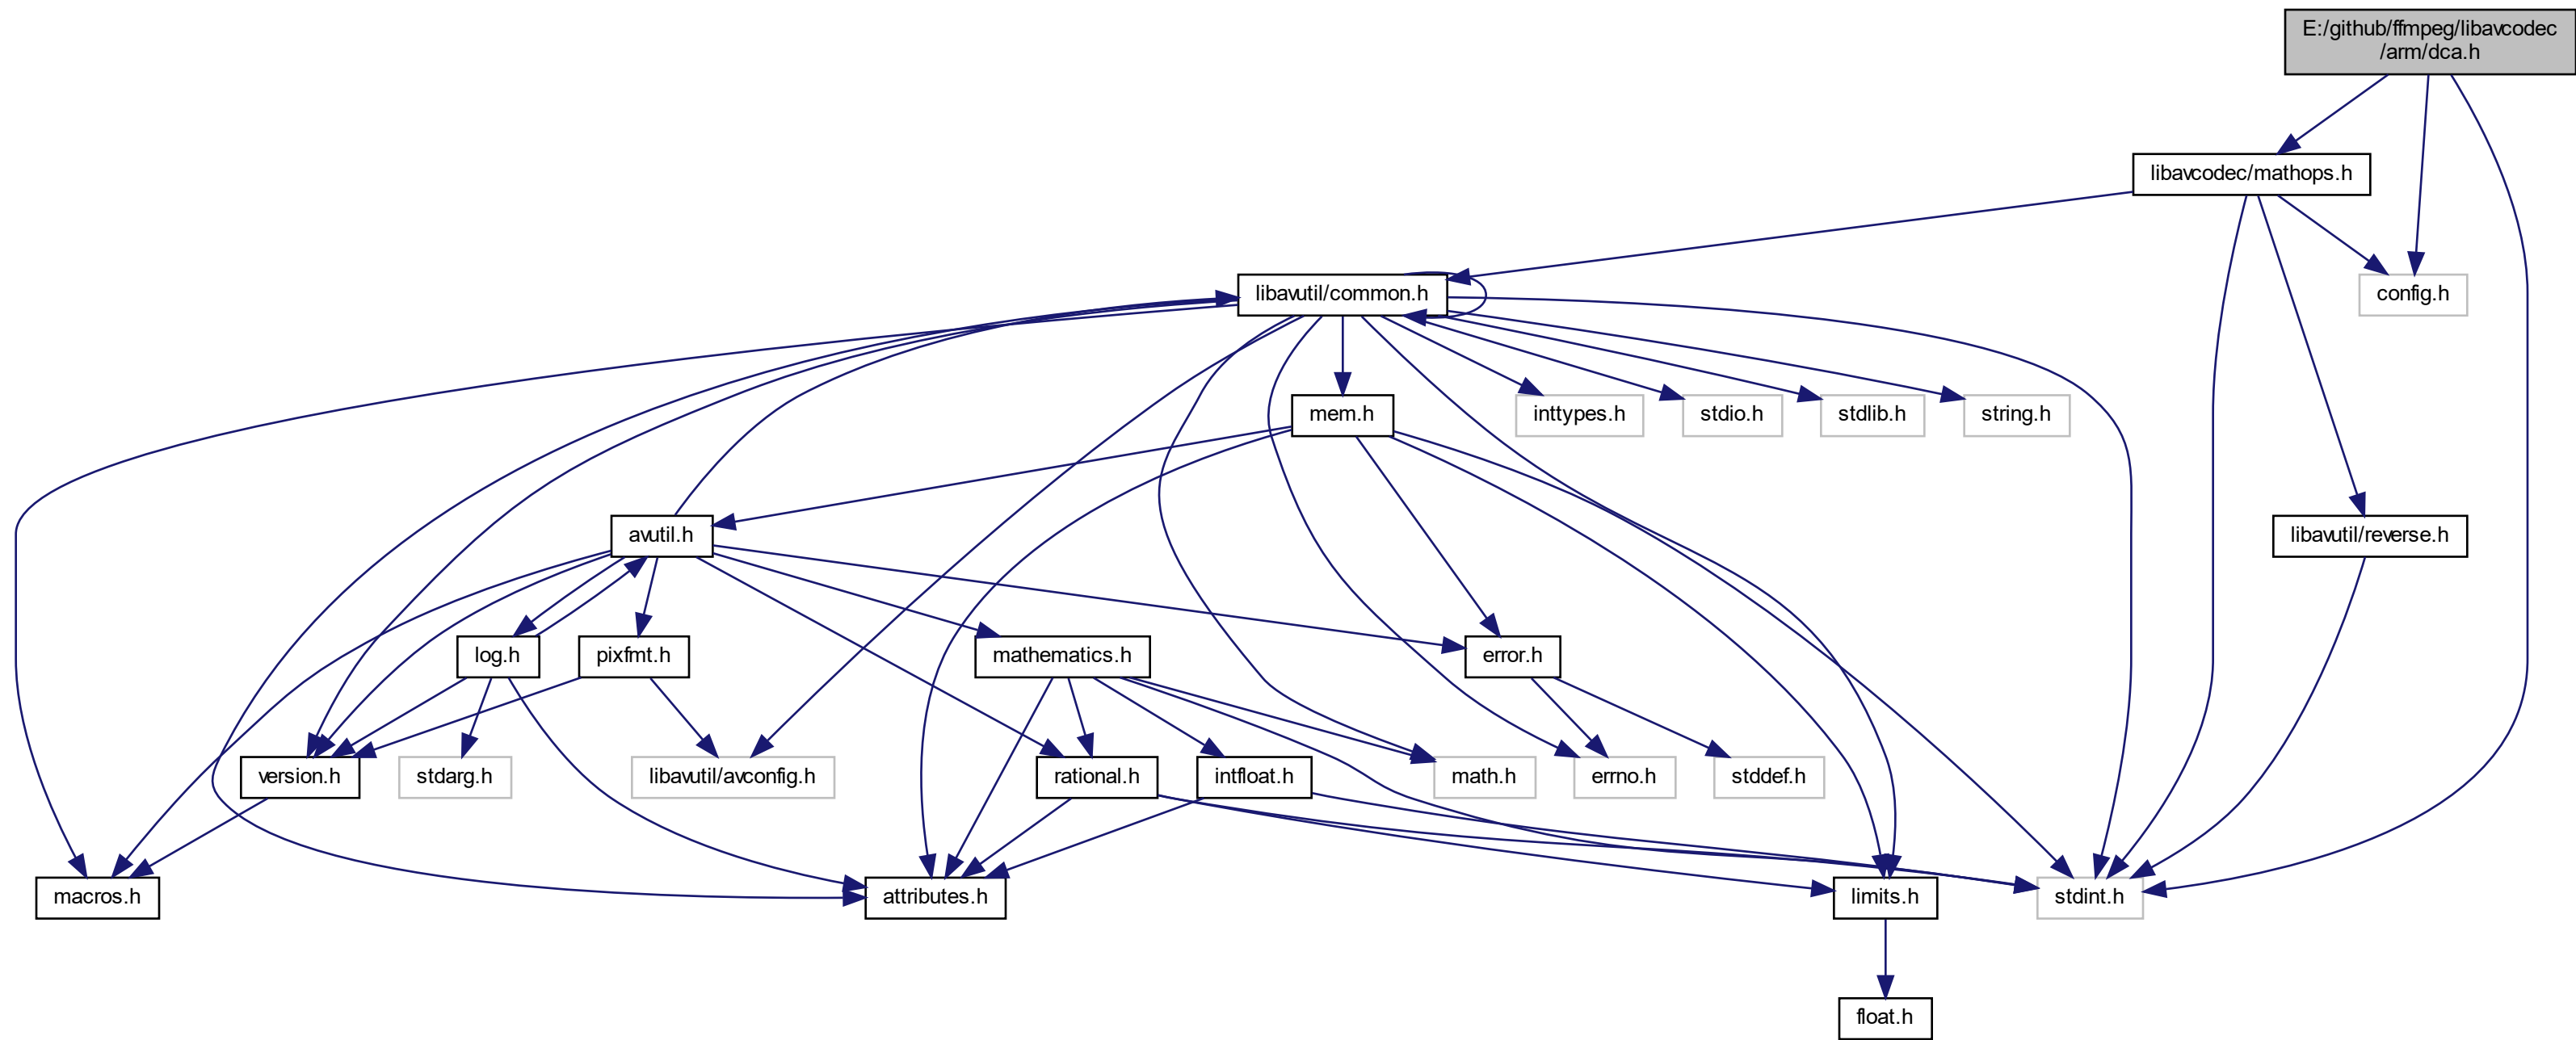 E:/github/ffmpeg/libavcodec
/arm/dca.h
libavcodec/mathops.h
libavutil/common.h
config.h
mem.h
inttypes.h
stdio.h
stdlib.h
string.h
avutil.h
libavutil/reverse.h
log.h
pixfmt.h
mathematics.h
error.h
version.h
stdarg.h
libavutil/avconfig.h
rational.h
intfloat.h
math.h
errno.h
stddef.h
macros.h
attributes.h
limits.h
stdint.h
float.h